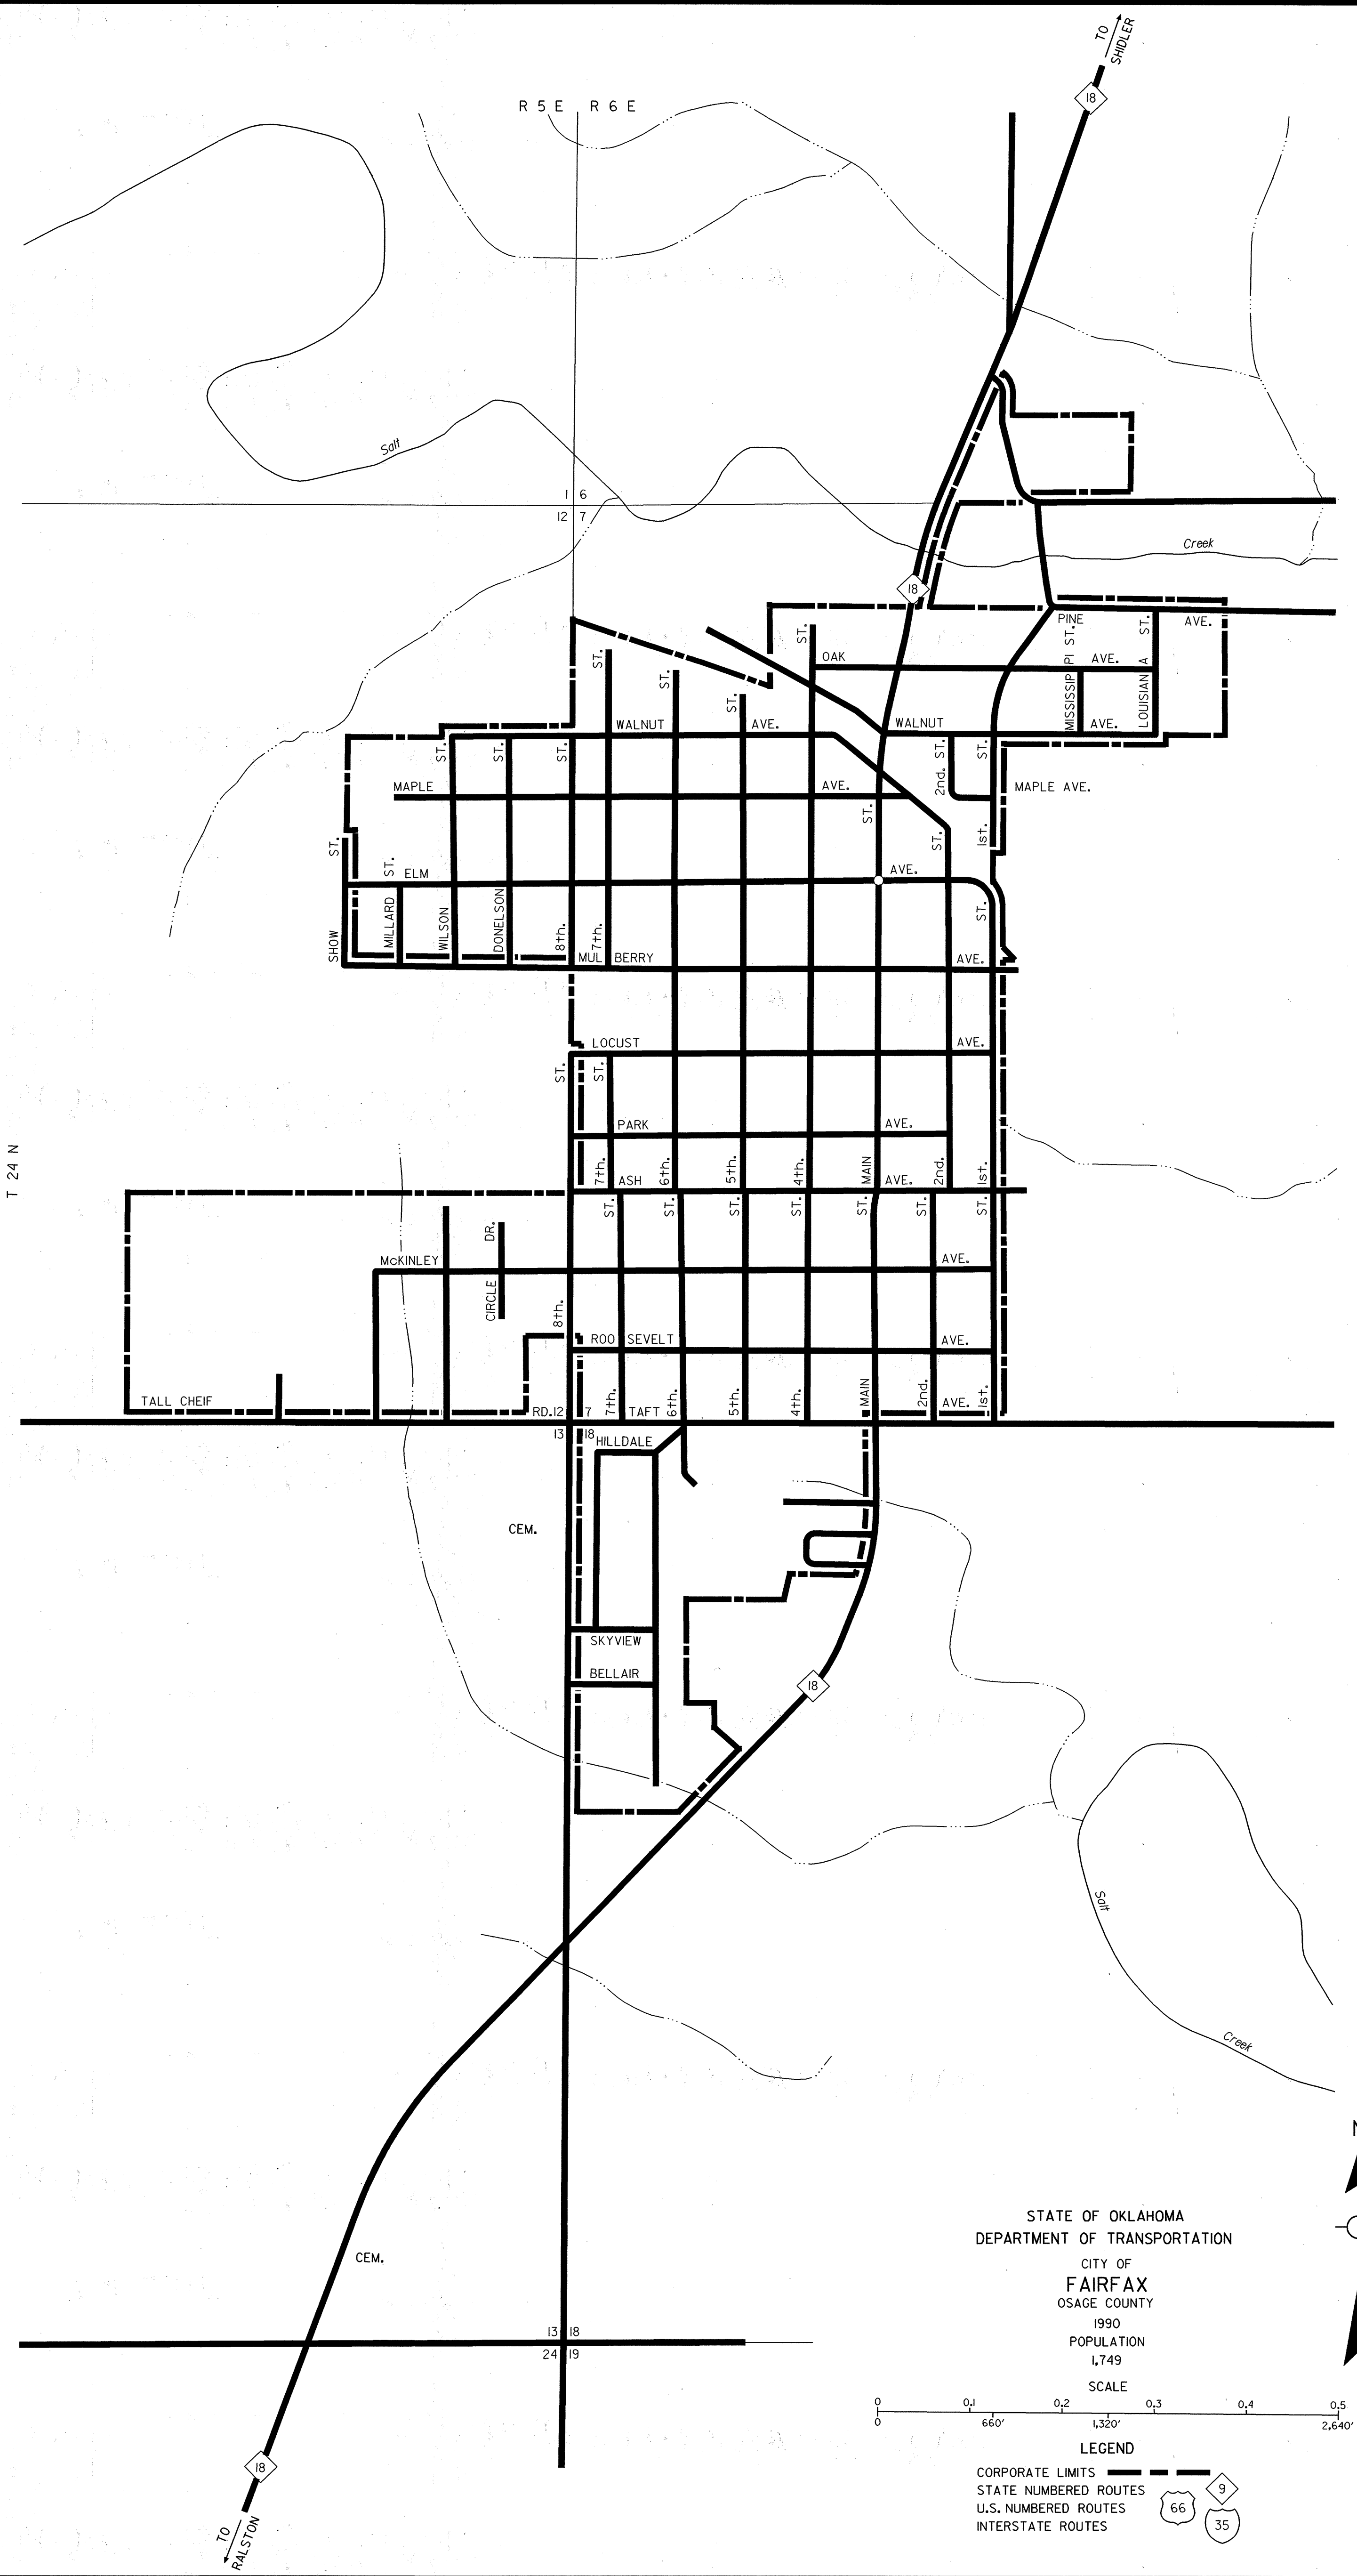 TO
SHIDLER
18
R 5 E R 6 E
Salt
1 6
12 7
Creek
18
PINE AVE.
ST.
ST.
MISSISSIP PI ST.
LOUISIAN A ST.
OAK AVE.
ST.
ST.
ST.
WALNUT AVE.
WALNUT AVE.
ST.
ST.
ST.
2nd. ST.
ST.
MAPLE AVE.
MAPLE AVE.
ST.
ST.
1st.
SHOW ST.
MILLARD ST.
ELM AVE.
WILSON
DONELSON
8th.
7th.
ST.
MUL BERRY AVE.
LOCUST AVE.
ST.
ST.
PARK AVE.
T 24 N
7th.
6th.
5th.
4th.
MAIN
2nd.
1st.
ASH AVE.
ST.
ST.
ST.
ST.
ST.
ST.
ST.
McKINLEY AVE.
CIRCLE DR.
8th.
ROO SEVELT AVE.
TALL CHEIF RD.
12 7
7th.
6th.
5th.
4th.
MAIN
2nd.
1st.
TAFT AVE.
13 18
HILLDALE
CEM.
SKYVIEW
BELLAIR
18
Salt
Creek
CEM.
13 18
24 19
18
TO
RALSTON
N
STATE OF OKLAHOMA
DEPARTMENT OF TRANSPORTATION
CITY OF
FAIRFAX
OSAGE COUNTY
1990
POPULATION
1,749
SCALE
0 0.1 0.2 0.3 0.4 0.5
0 660' 1,320' 2,640'
LEGEND
CORPORATE LIMITS
STATE NUMBERED ROUTES 9
U.S. NUMBERED ROUTES 66
INTERSTATE ROUTES 35